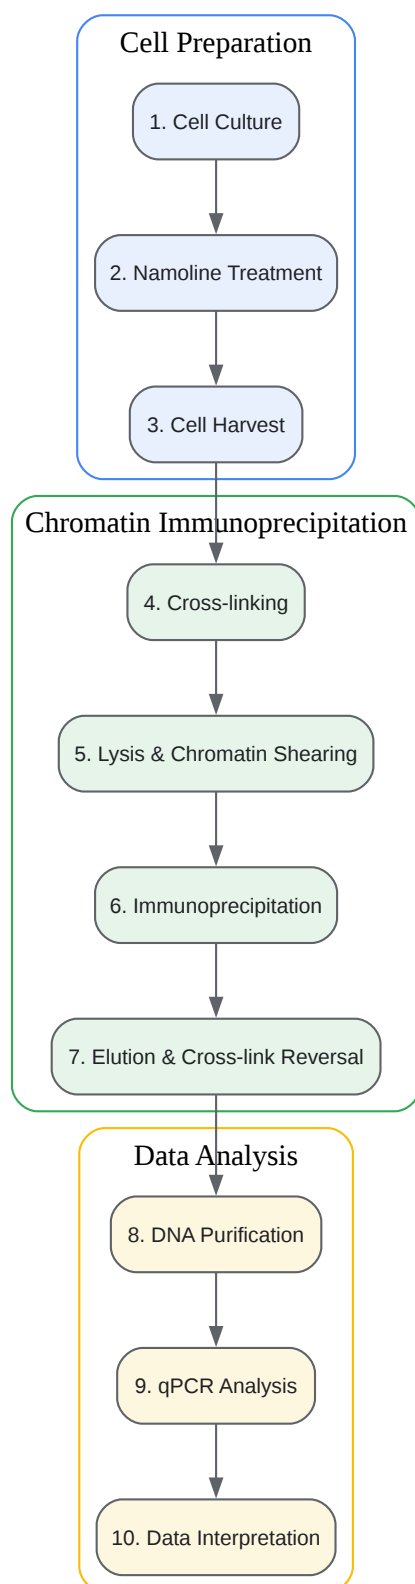 Cell Preparation
1. Cell Culture
2. Namoline Treatment
3. Cell Harvest
Chromatin Immunoprecipitation
4. Cross-linking
5. Lysis & Chromatin Shearing
6. Immunoprecipitation
7. Elution & Cross-link Reversal
Data Analysis
8. DNA Purification
9. qPCR Analysis
10. Data Interpretation